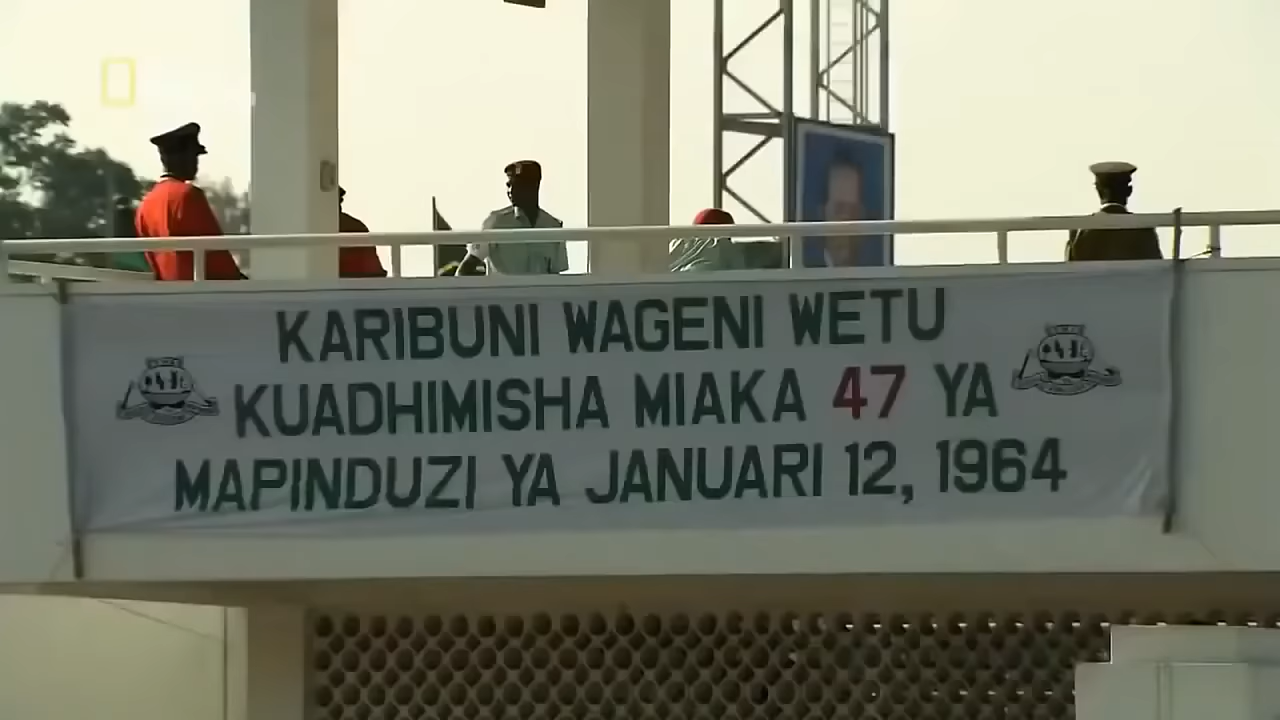 KARIBUNI WAGENI WETU
KUADHIMISHA MIAKA 47 YA
MAPINDUZI YA JANUARI 12, 1964